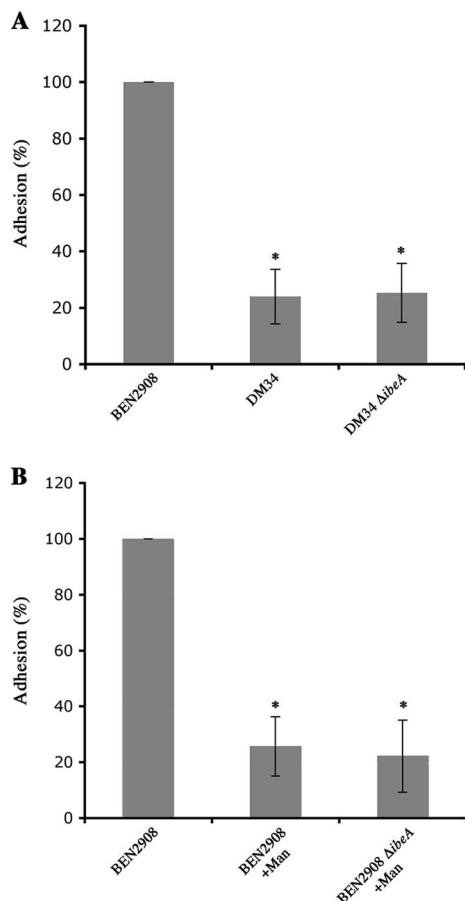 A
Adhesion (%)
120
100
80
60
40
20
0
*
*
BEN2908
DM34
DM34 ΔibeA
B
Adhesion (%)
120
100
80
60
40
20
0
*
*
BEN2908
BEN2908
+Man
BEN2908 ΔibeA
+Man